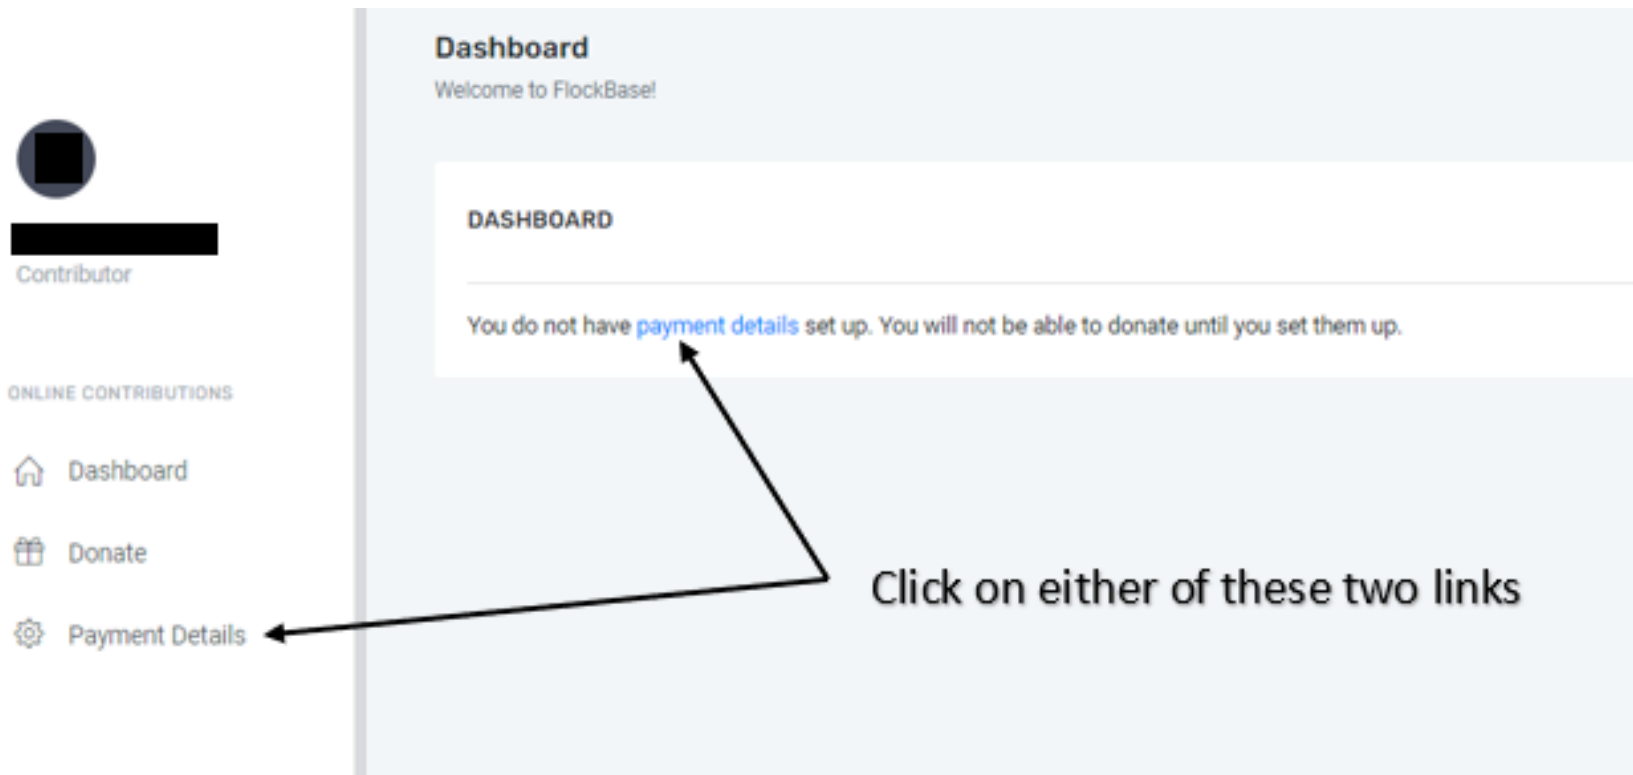 Dashboard
Welcome to FlockBase!
Contributor
DASHBOARD
You do not have payment details set up. You will not be able to donate until you set them up.
ONLINE CONTRIBUTIONS
Dashboard
Donate
Payment Details
Click on either of these two links